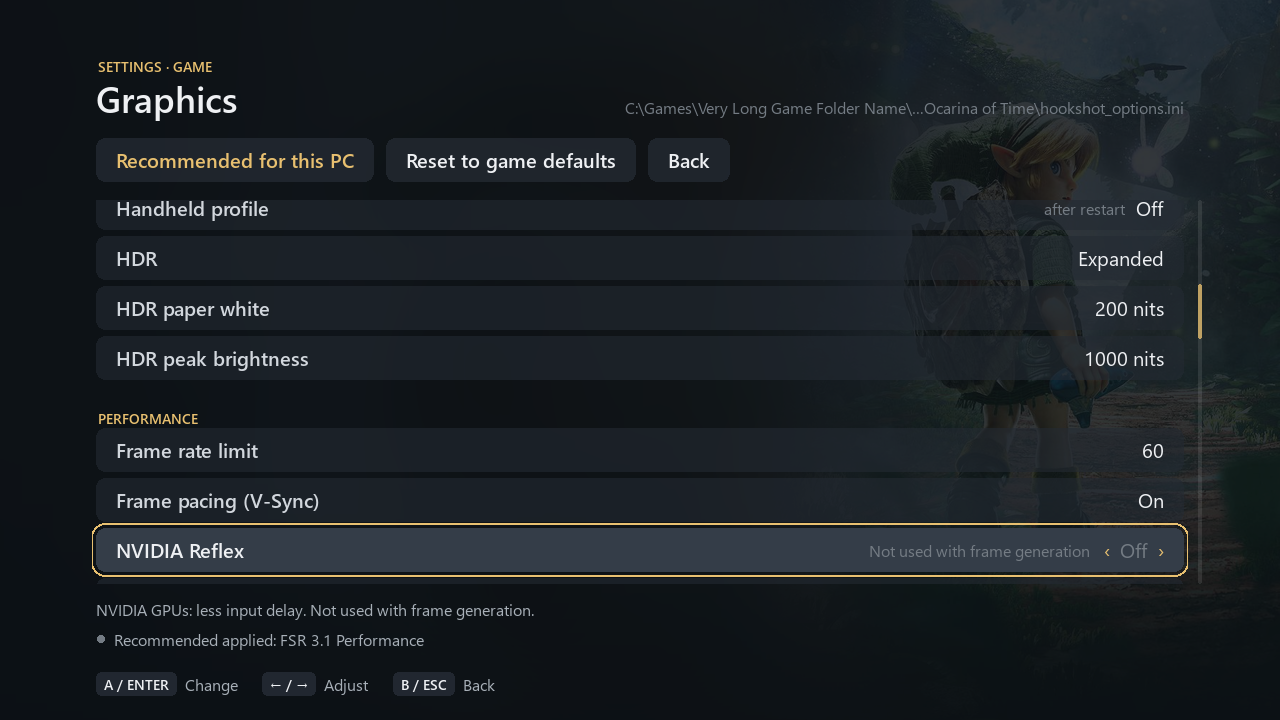 SETTINGS · GAME
Graphics
C:\Games\Very Long Game Folder Name\...Ocarina of Time\hookshot_options.ini
Recommended for this PC
Reset to game defaults
Back
Handheld profile after restart Off
HDR Expanded
HDR paper white 200 nits
HDR peak brightness 1000 nits
PERFORMANCE
Frame rate limit 60
Frame pacing (V-Sync) On
NVIDIA Reflex Not used with frame generation ‹ Off ›
NVIDIA GPUs: less input delay. Not used with frame generation.
Recommended applied: FSR 3.1 Performance
A / ENTER Change ← / → Adjust B / ESC Back